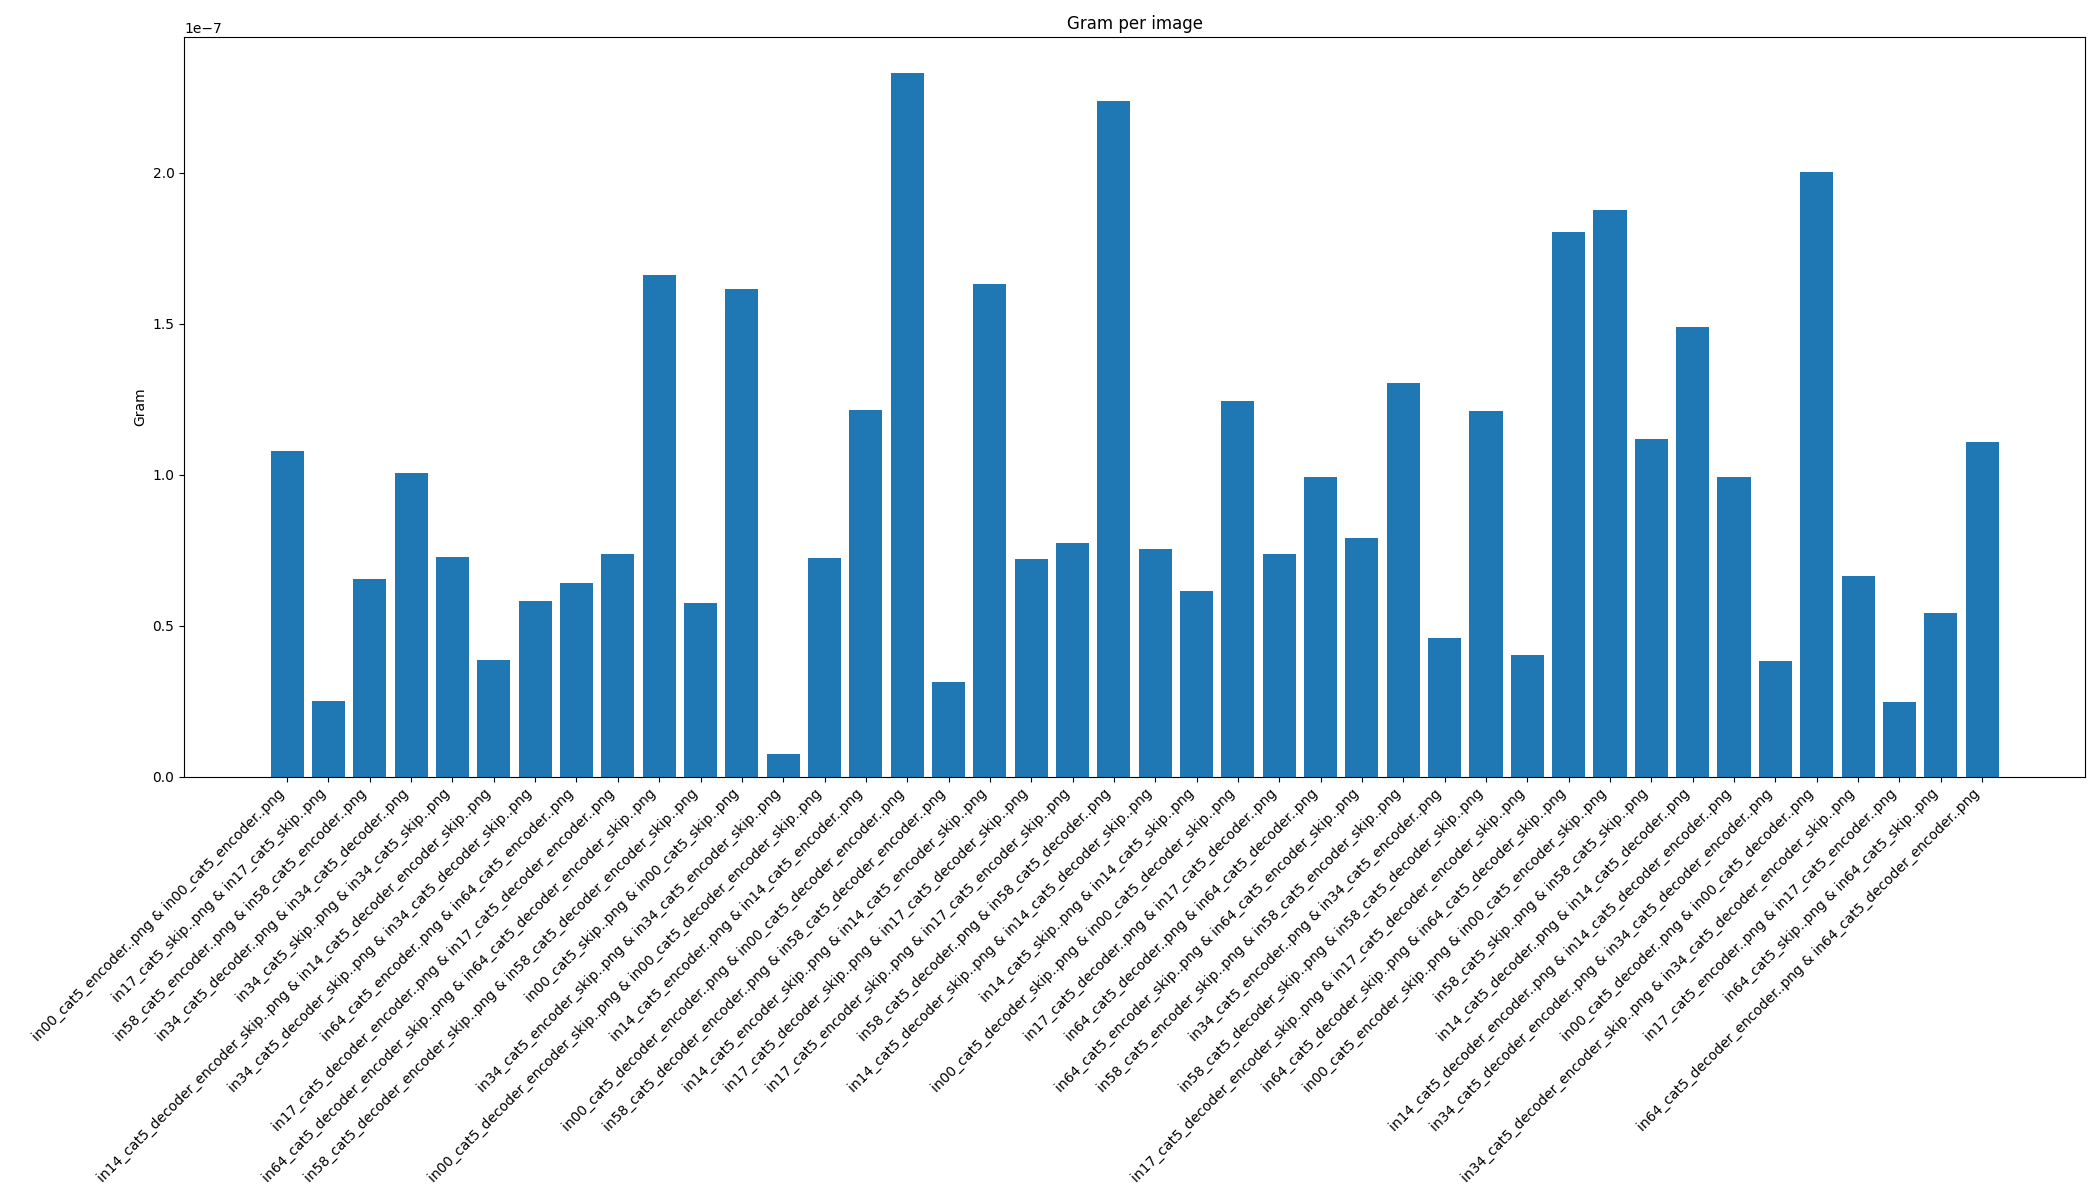 Gram per image
1e−7
2.0
1.5
1.0
0.5
0.0
Gram
in00_cat5_encoder..png & in00_cat5_encoder..png
in17_cat5_skip..png & in17_cat5_skip..png
in58_cat5_encoder..png & in58_cat5_encoder..png
in34_cat5_decoder..png & in34_cat5_decoder..png
in34_cat5_skip..png & in34_cat5_skip..png
in14_cat5_decoder_encoder_skip..png & in14_cat5_decoder_encoder_skip..png
in34_cat5_decoder_skip..png & in34_cat5_decoder_skip..png
in64_cat5_encoder..png & in64_cat5_encoder..png
in17_cat5_decoder_encoder..png & in17_cat5_decoder_encoder..png
in64_cat5_decoder_encoder_skip..png & in64_cat5_decoder_encoder_skip..png
in58_cat5_decoder_encoder_skip..png & in58_cat5_decoder_encoder_skip..png
in00_cat5_skip..png & in00_cat5_skip..png
in34_cat5_encoder_skip..png & in34_cat5_encoder_skip..png
in00_cat5_decoder_encoder_skip..png & in00_cat5_decoder_encoder_skip..png
in14_cat5_encoder..png & in14_cat5_encoder..png
in00_cat5_decoder_encoder..png & in00_cat5_decoder_encoder..png
in58_cat5_decoder_encoder..png & in58_cat5_decoder_encoder..png
in14_cat5_encoder_skip..png & in14_cat5_encoder_skip..png
in17_cat5_decoder_skip..png & in17_cat5_decoder_skip..png
in17_cat5_encoder_skip..png & in17_cat5_encoder_skip..png
in58_cat5_decoder..png & in58_cat5_decoder..png
in14_cat5_decoder_skip..png & in14_cat5_decoder_skip..png
in14_cat5_skip..png & in14_cat5_skip..png
in00_cat5_decoder_skip..png & in00_cat5_decoder_skip..png
in17_cat5_decoder..png & in17_cat5_decoder..png
in64_cat5_decoder..png & in64_cat5_decoder..png
in64_cat5_encoder_skip..png & in64_cat5_encoder_skip..png
in58_cat5_encoder_skip..png & in58_cat5_encoder_skip..png
in34_cat5_encoder..png & in34_cat5_encoder..png
in58_cat5_decoder_skip..png & in58_cat5_decoder_skip..png
in17_cat5_decoder_encoder_skip..png & in17_cat5_decoder_encoder_skip..png
in64_cat5_decoder_skip..png & in64_cat5_decoder_skip..png
in00_cat5_encoder_skip..png & in00_cat5_encoder_skip..png
in58_cat5_skip..png & in58_cat5_skip..png
in14_cat5_decoder..png & in14_cat5_decoder..png
in14_cat5_decoder_encoder..png & in14_cat5_decoder_encoder..png
in34_cat5_decoder_encoder..png & in34_cat5_decoder_encoder..png
in00_cat5_decoder..png & in00_cat5_decoder..png
in34_cat5_decoder_encoder_skip..png & in34_cat5_decoder_encoder_skip..png
in17_cat5_encoder..png & in17_cat5_encoder..png
in64_cat5_skip..png & in64_cat5_skip..png
in64_cat5_decoder_encoder..png & in64_cat5_decoder_encoder..png